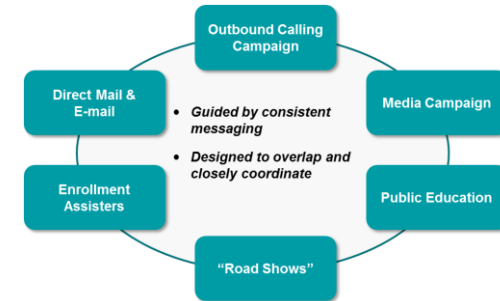 Outbound Calling
Campaign
Direct Mail &
E-mail
Media Campaign
• Guided by consistent
messaging
• Designed to overlap and
closely coordinate
Enrollment
Assisters
Public Education
“Road Shows”